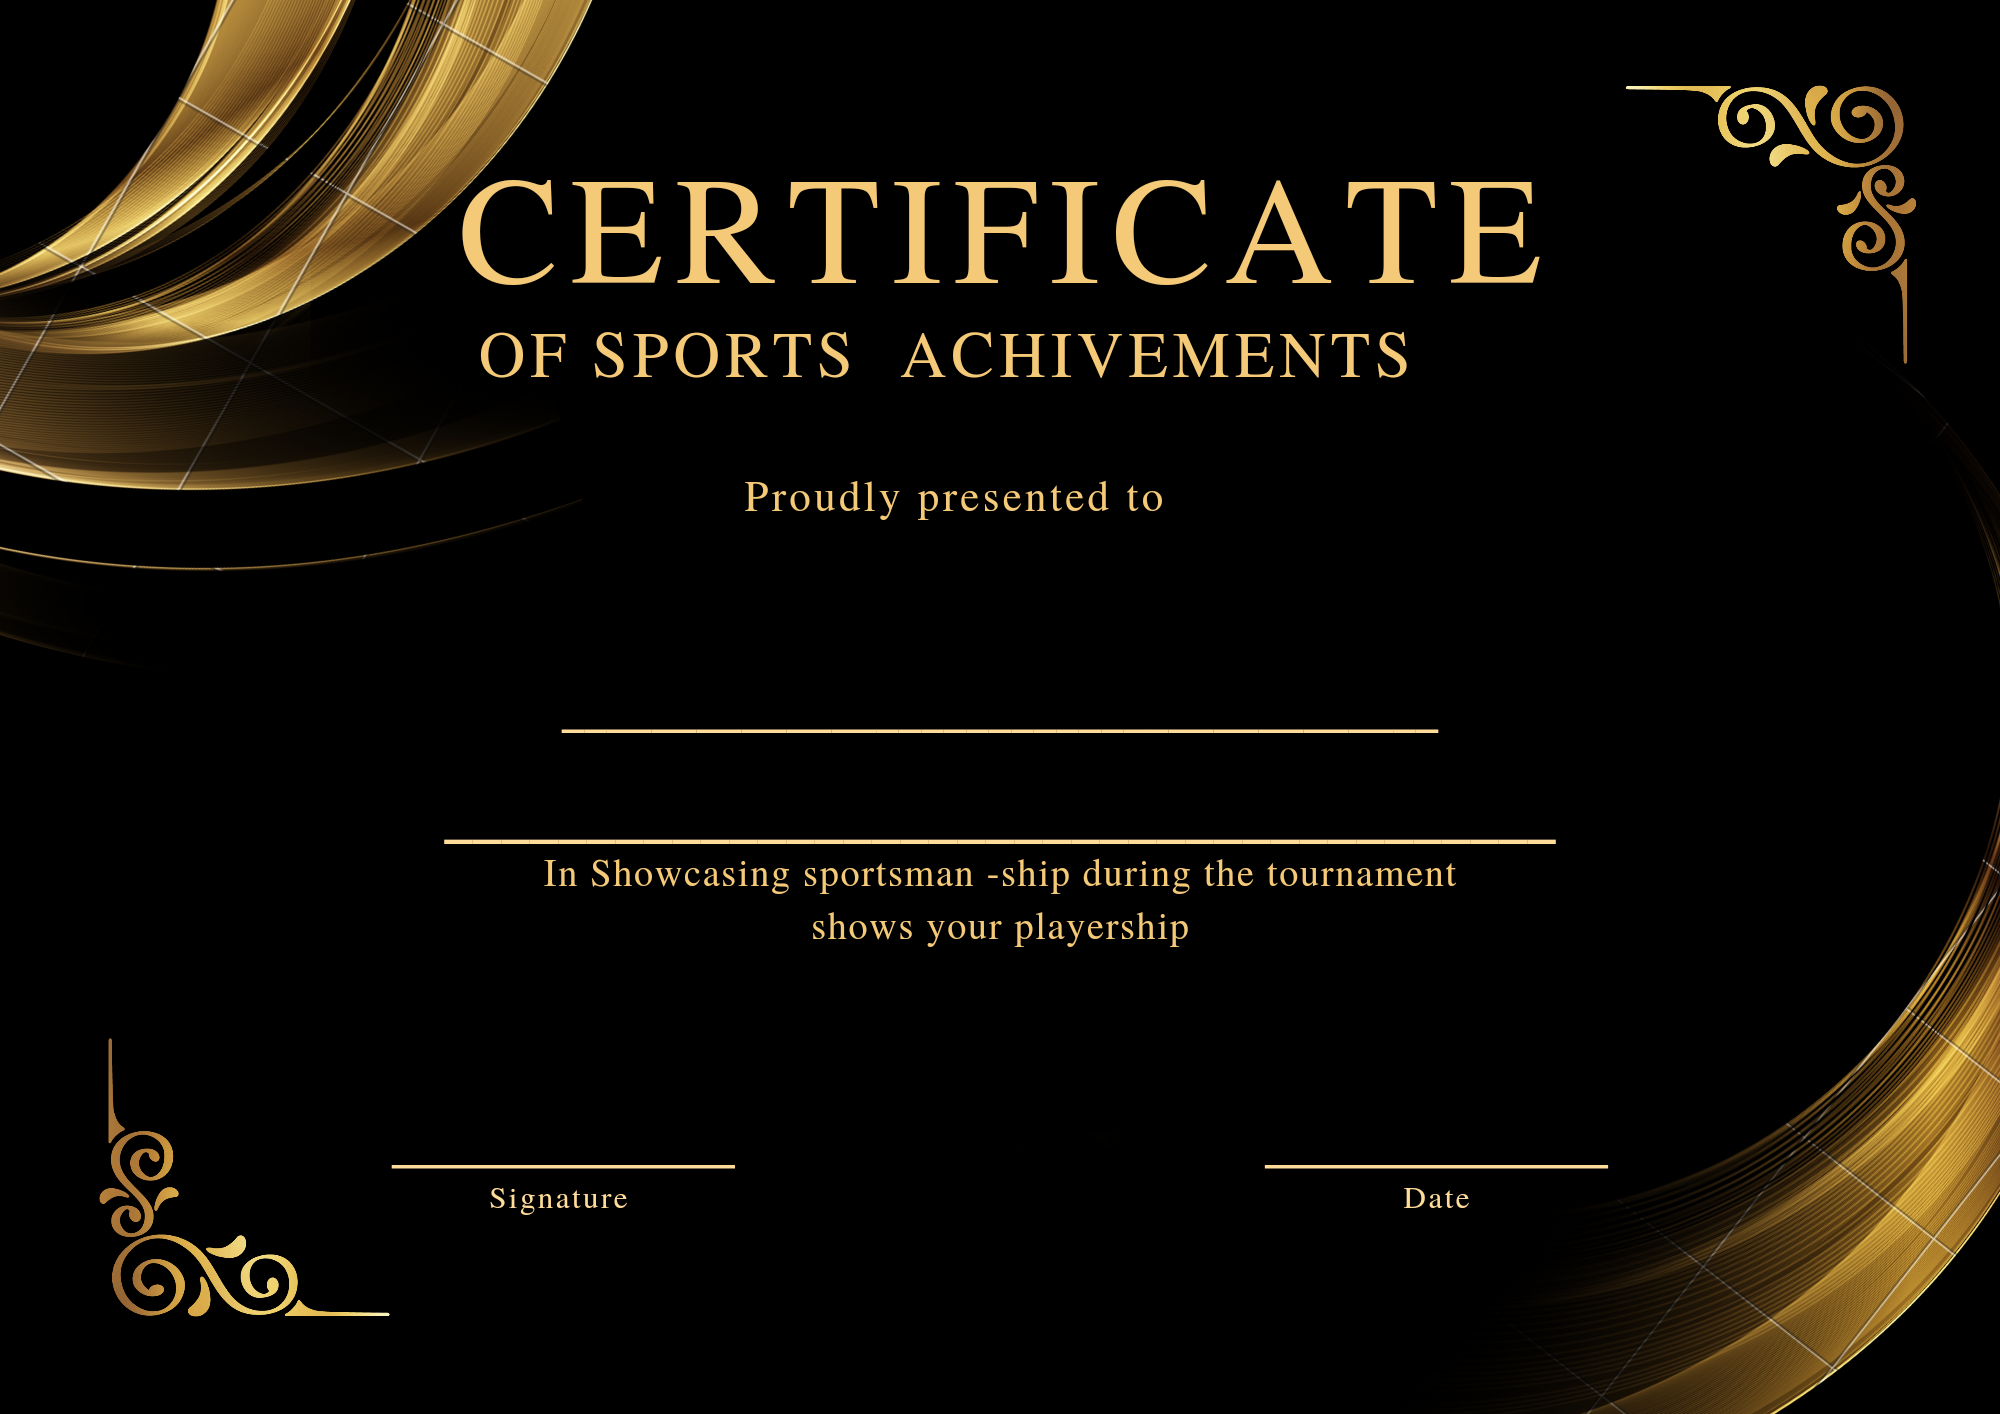 CERTIFICATE
OF SPORTS ACHIVEMENTS
Proudly presented to
In Showcasing sportsman -ship during the tournament
shows your playership
Signature
Date